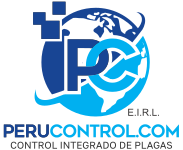 PC
E.I.R.L.
PERUCONTROL.COM
CONTROL INTEGRADO DE PLAGAS